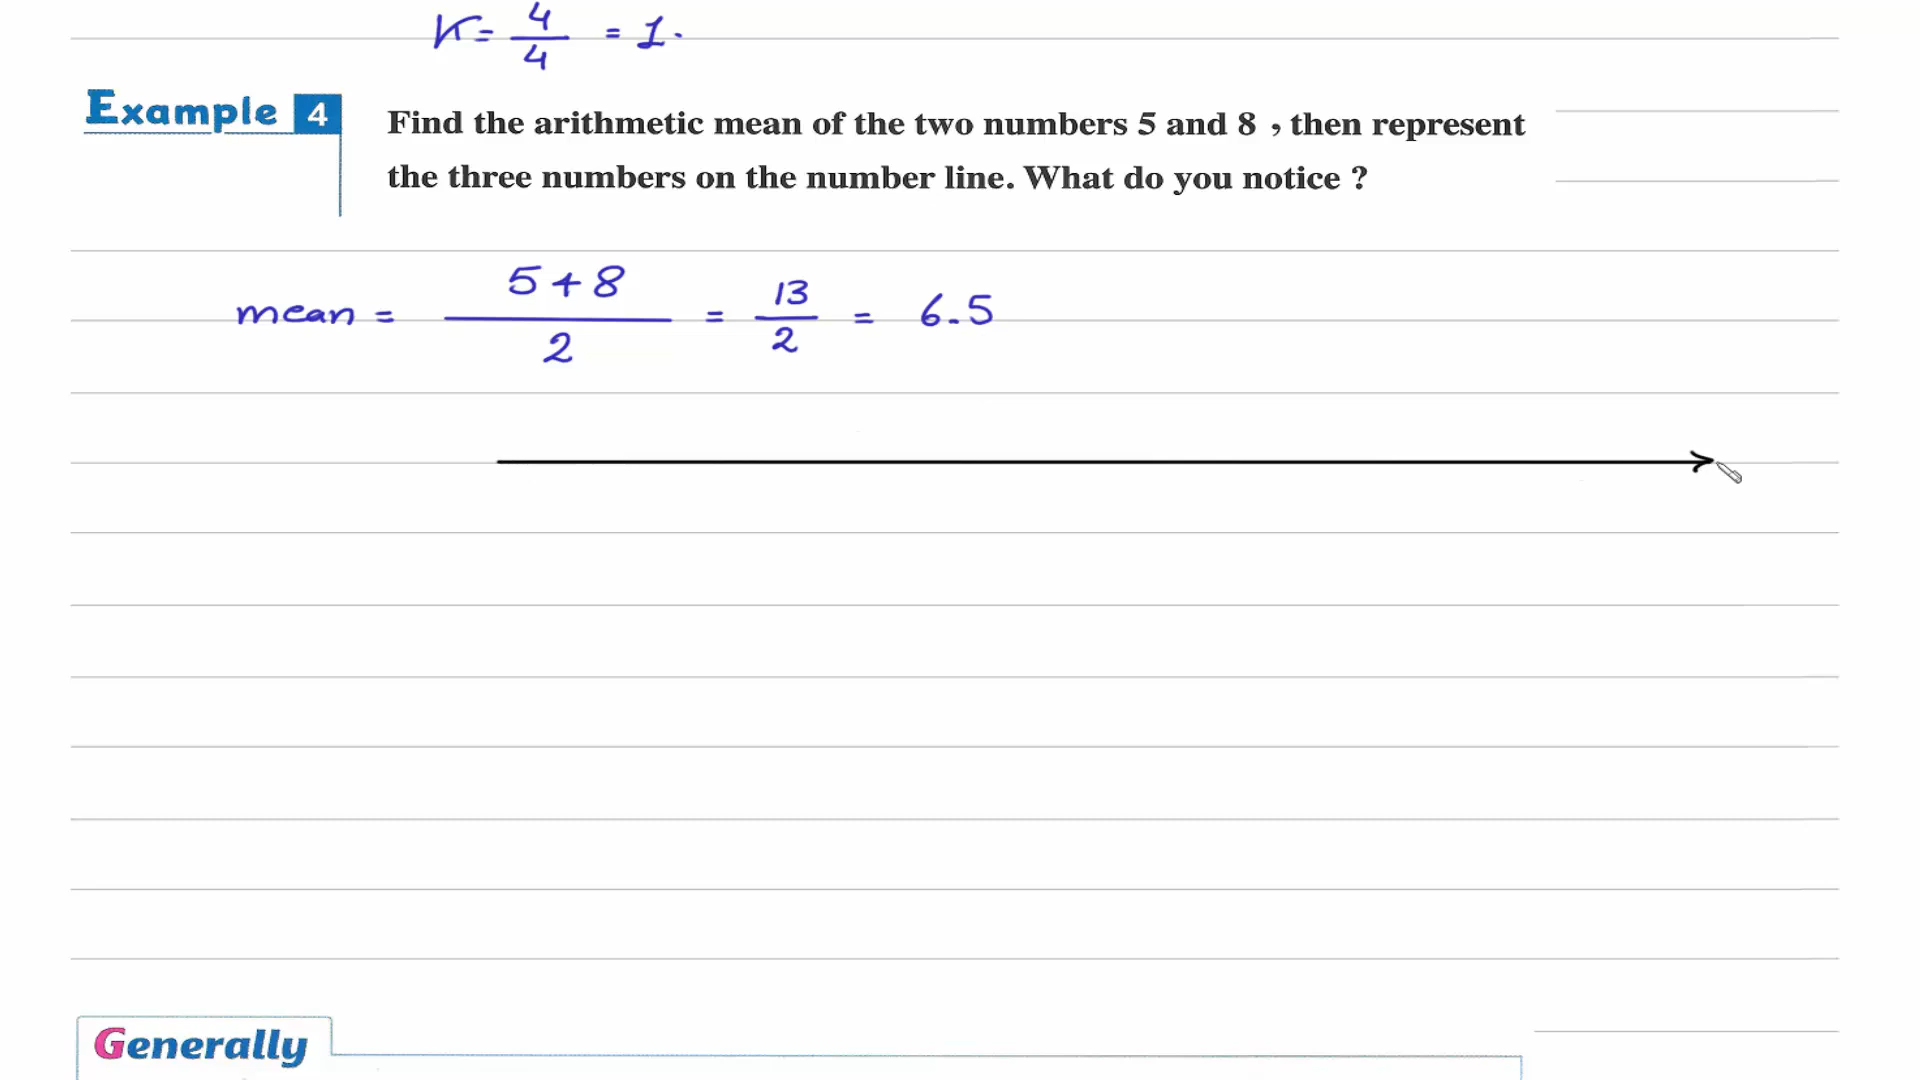 K = 4/4 = 1.
Example 4
Find the arithmetic mean of the two numbers 5 and 8 , then represent
the three numbers on the number line. What do you notice ?
mean = 5+8/2 = 13/2 = 6.5
Generally